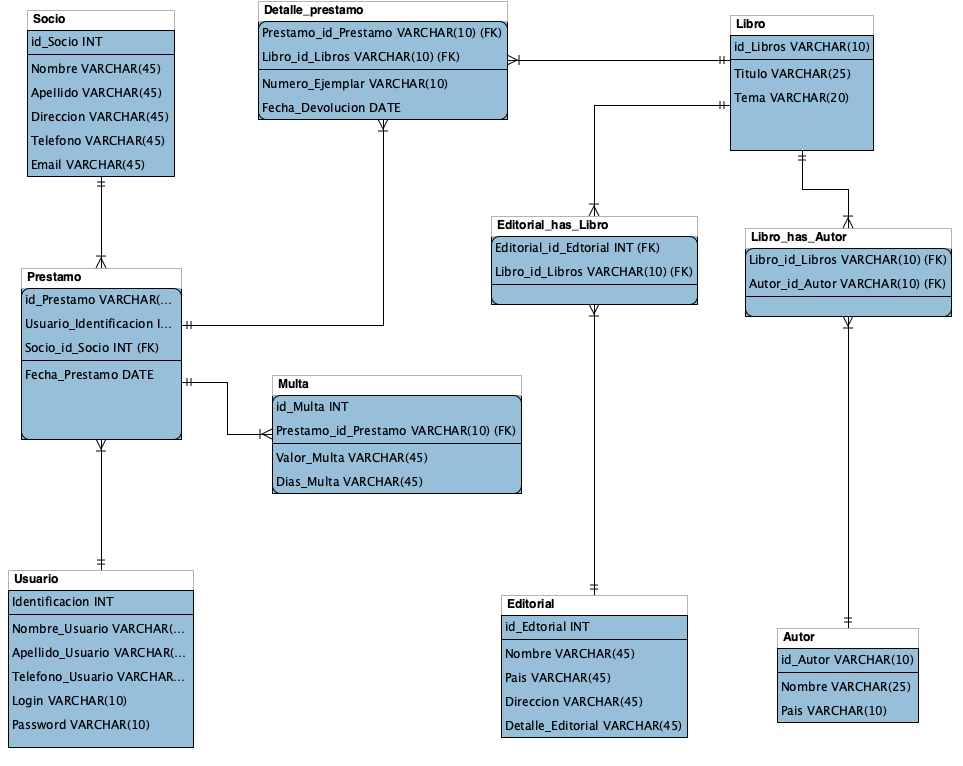 Socio
id_Socio INT
Nombre VARCHAR(45)
Apellido VARCHAR(45)
Direccion VARCHAR(45)
Telefono VARCHAR(45)
Email VARCHAR(45)
Detalle_prestamo
Prestamo_id_Prestamo VARCHAR(10) (FK)
Libro_id_Libros VARCHAR(10) (FK)
Numero_Ejemplar VARCHAR(10)
Fecha_Devolucion DATE
Libro
id_Libros VARCHAR(10)
Titulo VARCHAR(25)
Tema VARCHAR(20)
Editorial_has_Libro
Editorial_id_Edtorial INT (FK)
Libro_id_Libros VARCHAR(10) (FK)
Libro_has_Autor
Libro_id_Libros VARCHAR(10) (FK)
Autor_id_Autor VARCHAR(10) (FK)
Prestamo
id_Prestamo VARCHAR(...
Usuario_Identificacion I...
Socio_id_Socio INT (FK)
Fecha_Prestamo DATE
Multa
id_Multa INT
Prestamo_id_Prestamo VARCHAR(10) (FK)
Valor_Multa VARCHAR(45)
Dias_Multa VARCHAR(45)
Usuario
Identificacion INT
Nombre_Usuario VARCHAR(...
Apellido_Usuario VARCHAR(...
Telefono_Usuario VARCHAR...
Login VARCHAR(10)
Password VARCHAR(10)
Editorial
id_Edtorial INT
Nombre VARCHAR(45)
Pais VARCHAR(45)
Direccion VARCHAR(45)
Detalle_Editorial VARCHAR(45)
Autor
id_Autor VARCHAR(10)
Nombre VARCHAR(25)
Pais VARCHAR(10)